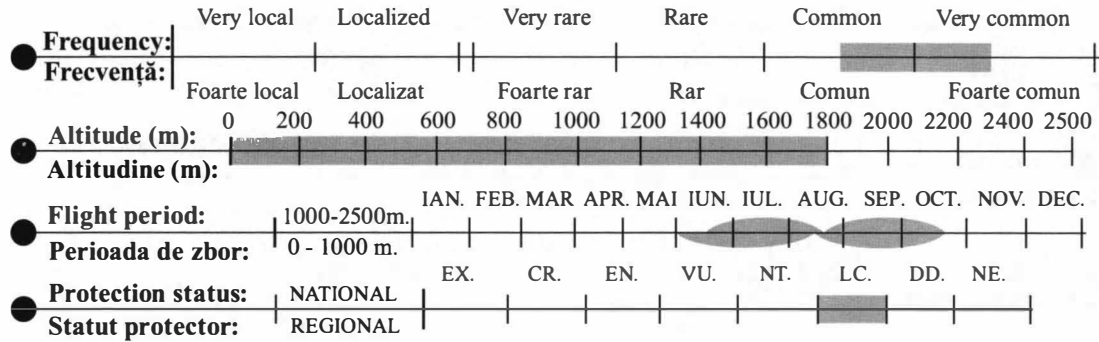 Very local Localized Very rare Rare Common Very common
Frequency:
Frecvență:
Foarte local Localizat Foarte rar Rar Comun Foarte comun
Altitude (m): 0 200 400 600 800 1000 1200 1400 1600 1800 2000 2200 2400 2500
Altitudine (m):
IAN. FEB. MAR APR. MAI IUN. IUL. AUG. SEP. OCT. NOV. DEC.
Flight period: 1000-2500m.
Perioada de zbor: 0 - 1000 m.
EX. CR. EN. VU. NT. LC. DD. NE.
Protection status: NATIONAL
Statut protector: REGIONAL